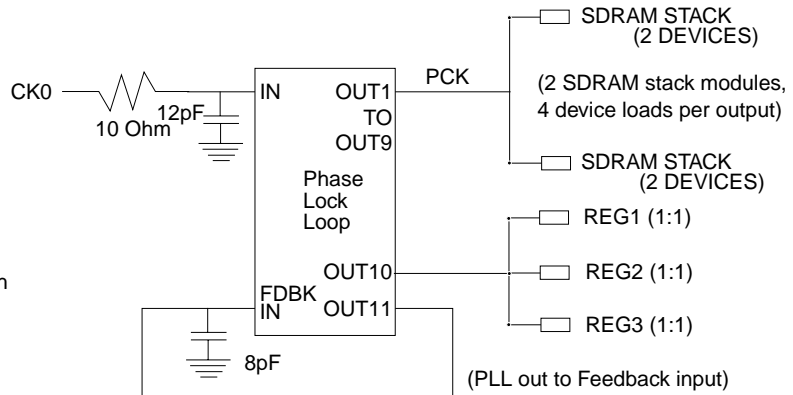 SDRAM STACK
(2 DEVICES)
CK0
10 Ohm
12pF
IN
OUT1
TO
OUT9
PCK
(2 SDRAM stack modules,
4 device loads per output)
Phase
Lock
Loop
SDRAM STACK
(2 DEVICES)
REG1 (1:1)
OUT10
REG2 (1:1)
n
FDBK
IN
OUT11
REG3 (1:1)
8pF
(PLL out to Feedback input)